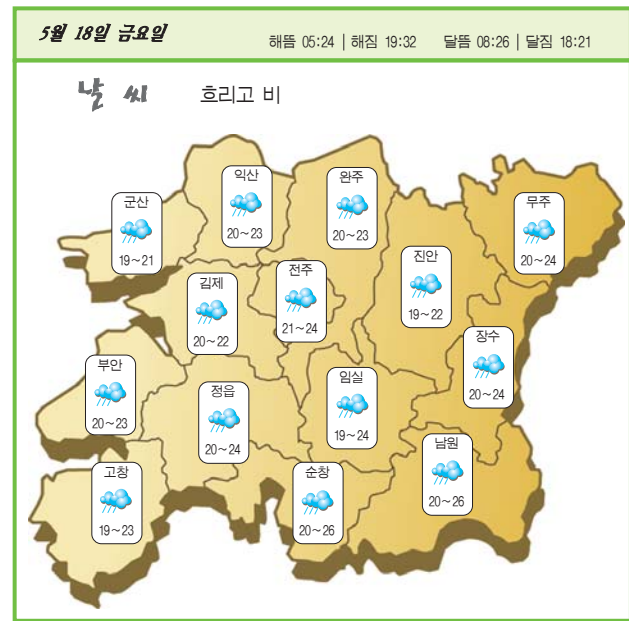 5월 18일 금요일
해뜸 05:24 | 해짐 19:32 달뜸 08:26 | 달짐 18:21
날 씨 흐리고 비
익산
20~23
완주
20~23
군산
19~21
무주
20~24
진안
19~22
전주
21~24
김제
20~22
장수
20~24
부안
20~23
정읍
20~24
임실
19~24
남원
20~26
고창
19~23
순창
20~26